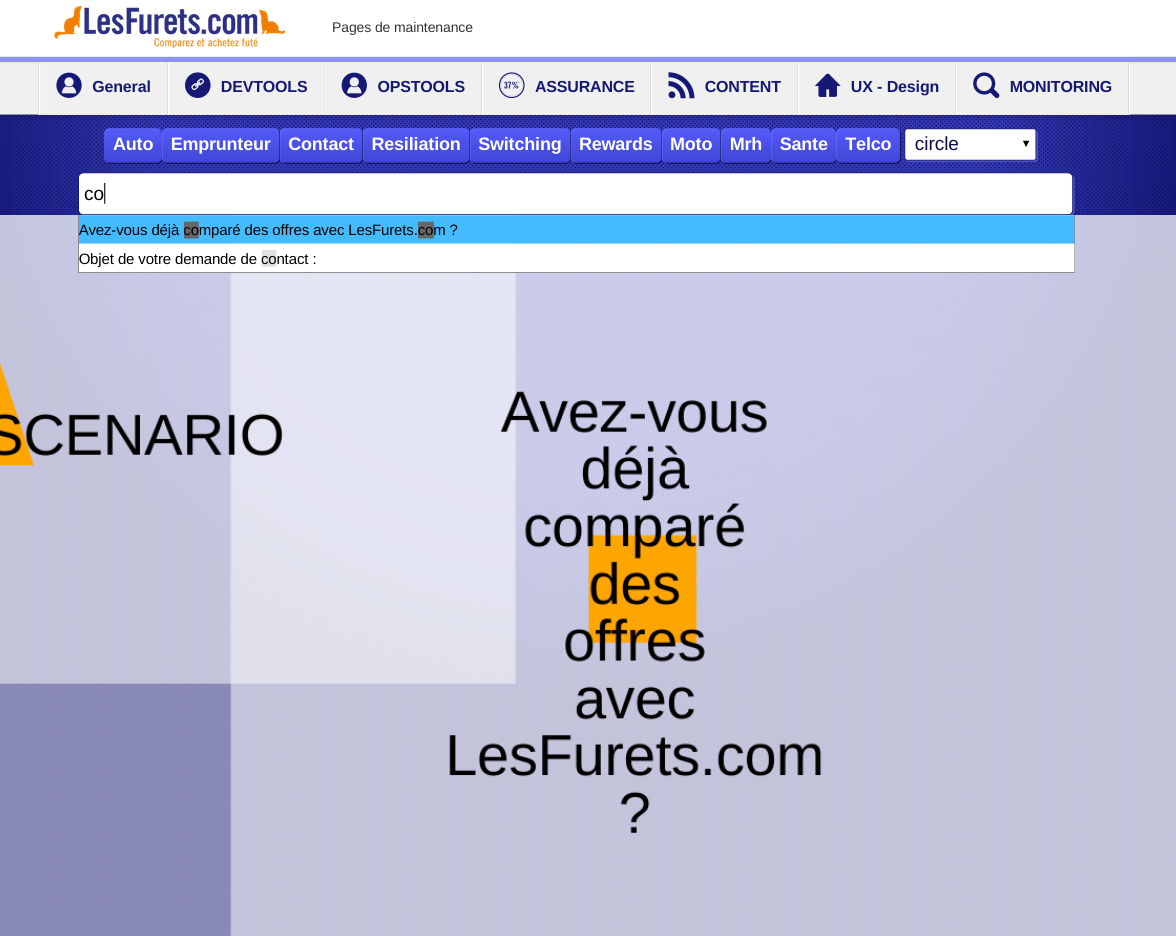 LesFurets.com
Comparez et achetez futé
Pages de maintenance
General DEVTOOLS OPSTOOLS 37% ASSURANCE CONTENT UX - Design MONITORING
Auto Emprunteur Contact Resiliation Switching Rewards Moto Mrh Sante Telco circle
co
Avez-vous déjà comparé des offres avec LesFurets.com ?
Objet de votre demande de contact :
SCENARIO
Avez-vous
déjà
comparé
des
offres
avec
LesFurets.com
?